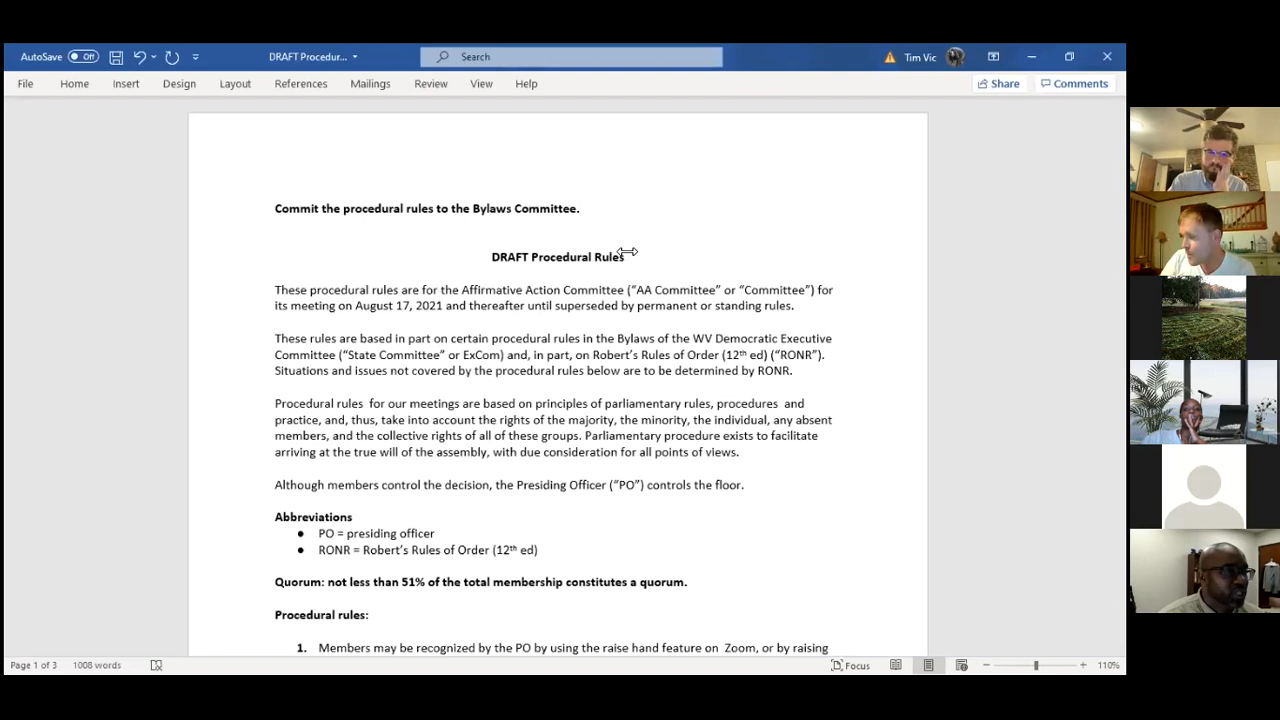 AutoSave Off DRAFT Procedur... Search Tim Vic
File Home Insert Design Layout References Mailings Review View Help Share Comments
Commit the procedural rules to the Bylaws Committee.
DRAFT Procedural Rules
These procedural rules are for the Affirmative Action Committee (“AA Committee” or “Committee”) for
its meeting on August 17, 2021 and thereafter until superseded by permanent or standing rules.
These rules are based in part on certain procedural rules in the Bylaws of the WV Democratic Executive
Committee (“State Committee” or ExCom) and, in part, on Robert’s Rules of Order (12th ed) (“RONR”).
Situations and issues not covered by the procedural rules below are to be determined by RONR.
Procedural rules for our meetings are based on principles of parliamentary rules, procedures and
practice, and, thus, take into account the rights of the majority, the minority, the individual, any absent
members, and the collective rights of all of these groups. Parliamentary procedure exists to facilitate
arriving at the true will of the assembly, with due consideration for all points of views.
Although members control the decision, the Presiding Officer (“PO”) controls the floor.
Abbreviations
● PO = presiding officer
● RONR = Robert’s Rules of Order (12th ed)
Quorum: not less than 51% of the total membership constitutes a quorum.
Procedural rules:
1. Members may be recognized by the PO by using the raise hand feature on Zoom, or by raising
Page 1 of 3 1008 words Focus 110%